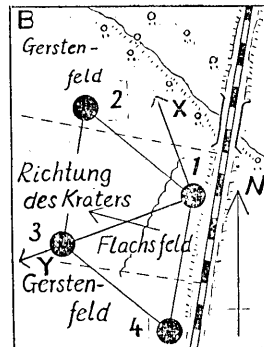 B
Gersten-
feld
2
X
1
Richtung
des Kraters
N
3
Flachsfeld
Y
Gersten-
feld
4